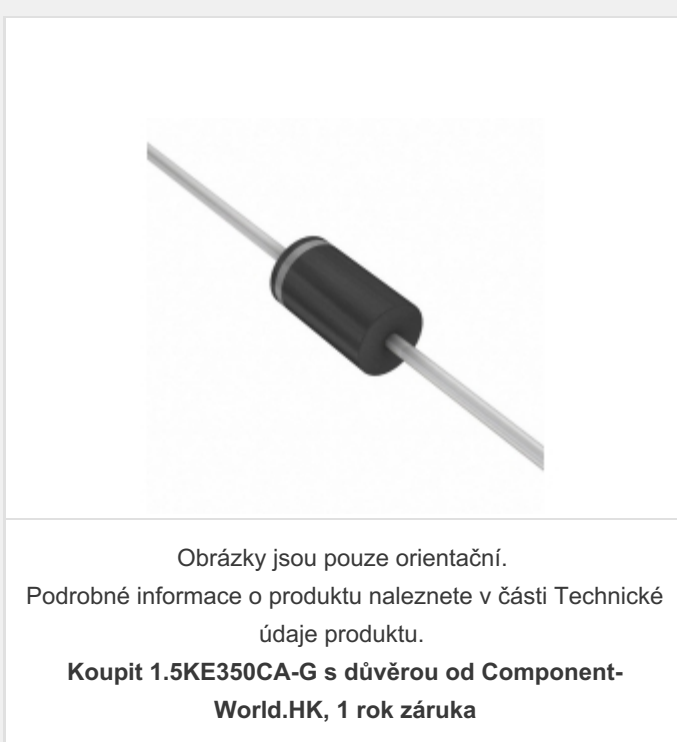 Obrázky jsou pouze orientační.
Podrobné informace o produktu naleznete v části Technické
údaje produktu.
Koupit 1.5KE350CA-G s důvěrou od Component-
World.HK, 1 rok záruka